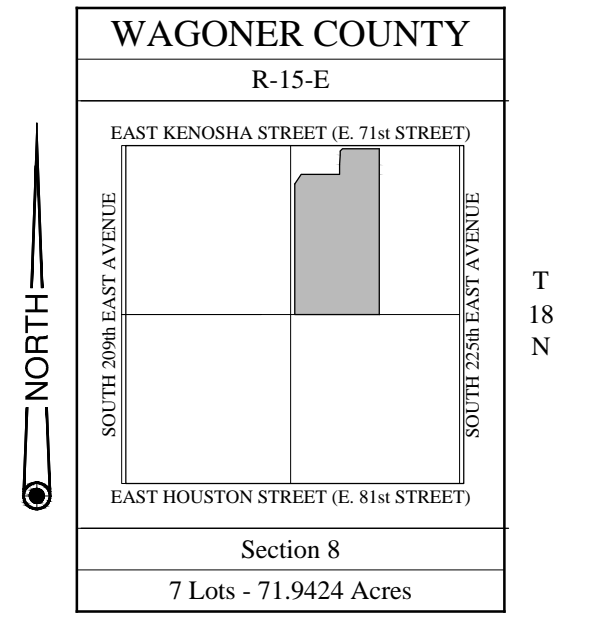 WAGONER COUNTY
R-15-E
EAST KENOSHA STREET (E. 71st STREET)
SOUTH 209th EAST AVENUE
SOUTH 225th EAST AVENUE
EAST HOUSTON STREET (E. 81st STREET)
Section 8
7 Lots - 71.9424 Acres
NORTH
T
18
N